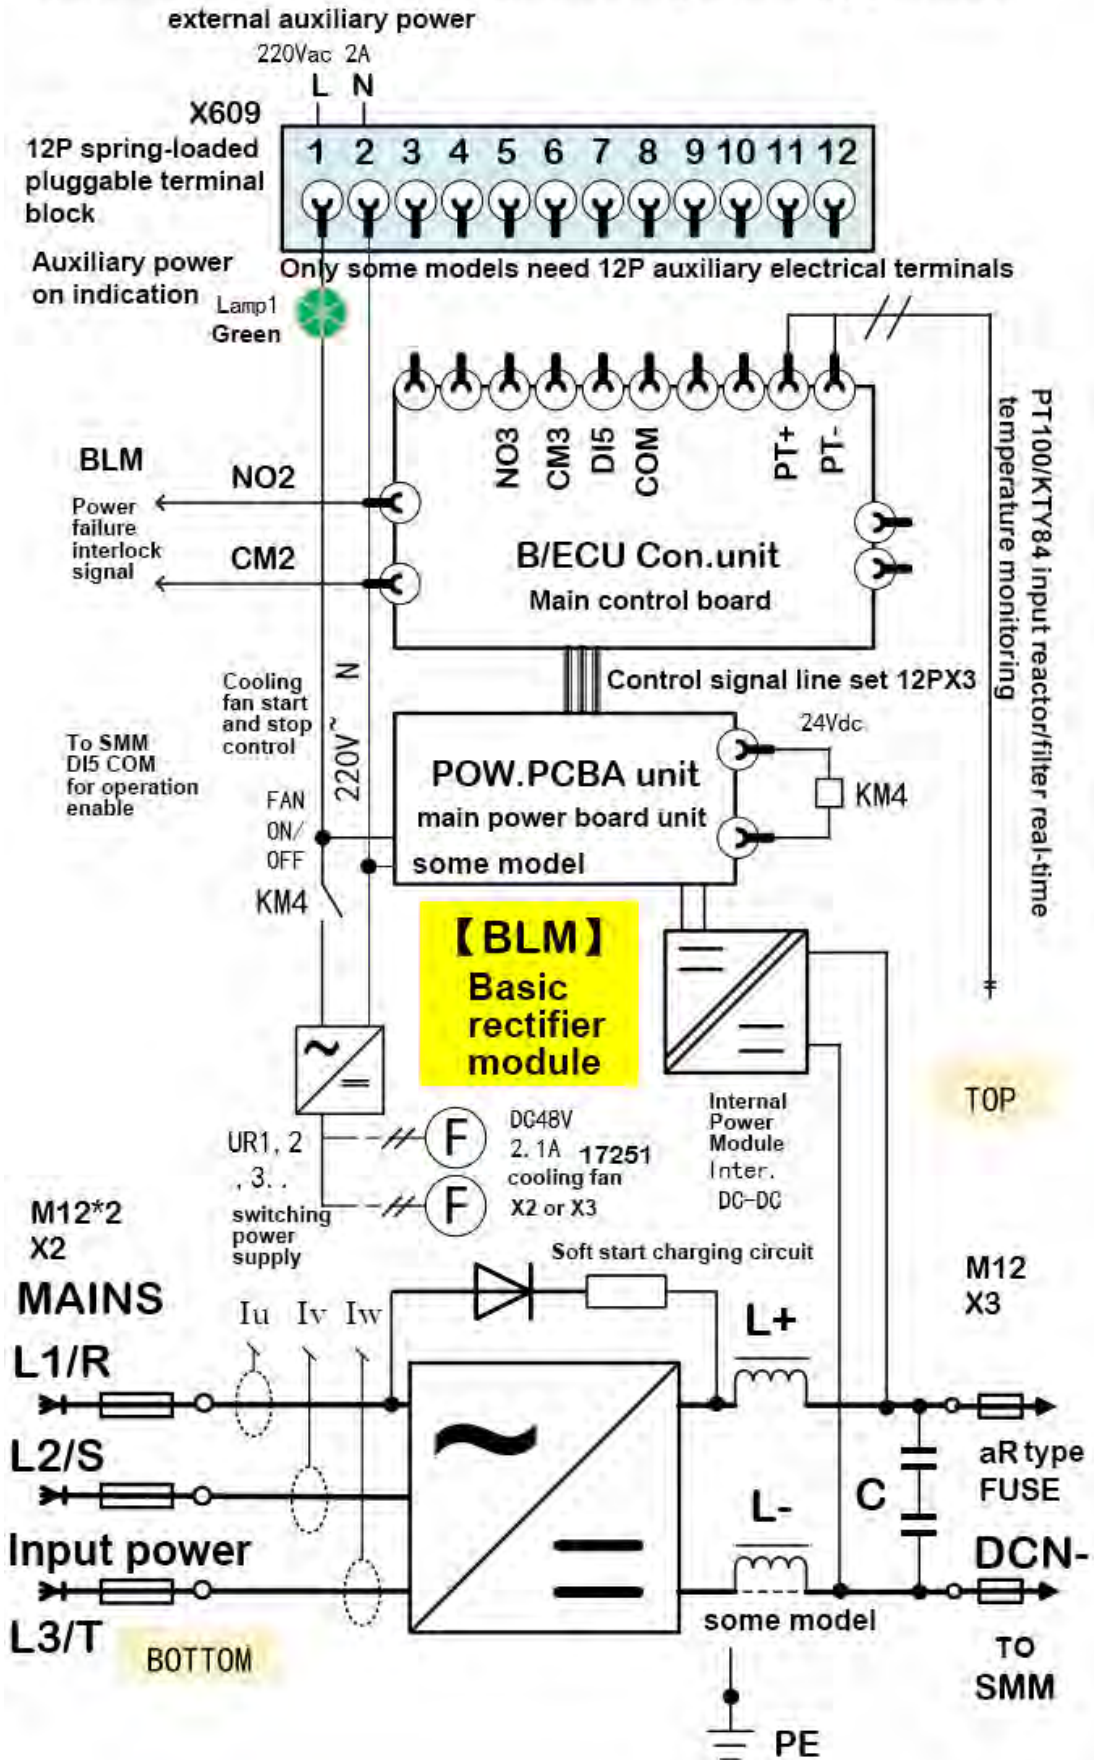 external auxiliary power
220Vac 2A
L N
X609
12P spring-loaded
pluggable terminal
block
1 2 3 4 5 6 7 8 9 10 11 12
Only some models need 12P auxiliary electrical terminals
Auxiliary power
on indication
Lamp1
Green
NO3
CM3
DI5
COM
PT+
PT-
PT100/KTY84 input reactor/filter real-time
temperature monitoring
BLM
Power
failure
interlock
signal
NO2
CM2
B/ECU Con.unit
Main control board
Control signal line set 12PX3
Cooling
fan start
and stop
control
220V~
N
To SMM
DI5 COM
for operation
enable
FAN
ON/
OFF
KM4
POW.PCBA unit
main power board unit
some model
24Vdc
KM4
【BLM】
Basic
rectifier
module
~
=
Internal
Power
Module
Inter.
DC-DC
TOP
UR1,2
,3..
switching
power
supply
F
F
DC48V
2.1A 17251
cooling fan
X2 or X3
Soft start charging circuit
M12*2
X2
MAINS
Iu Iv Iw
L1/R
L2/S
Input power
L3/T
BOTTOM
~
L+
L-
some model
C
M12
X3
aR type
FUSE
DCN-
TO
SMM
PE